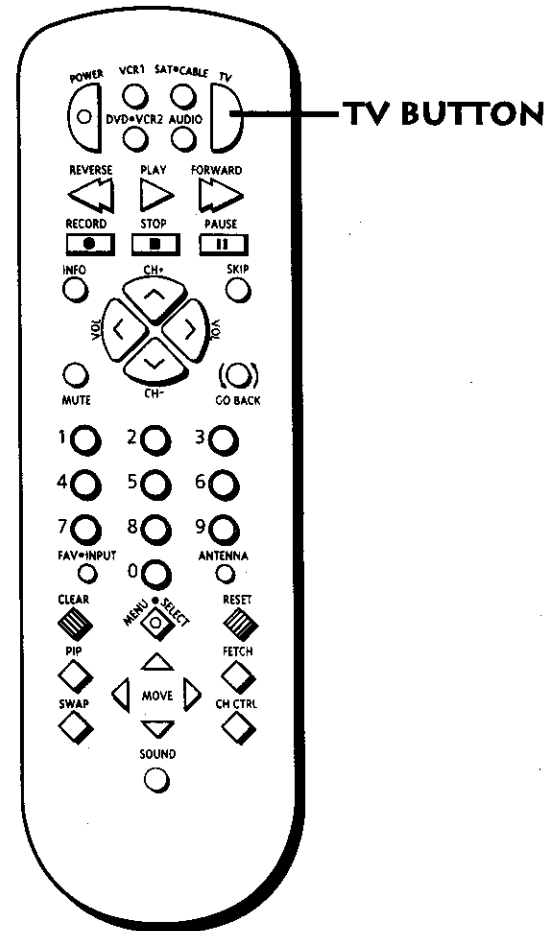 POWER VCR1 SAT•CABLE TV
DVD•VCR2 AUDIO
TV BUTTON
REVERSE PLAY FORWARD
RECORD STOP PAUSE
INFO CH+ SKIP
VOL VOL
MUTE CH- GO BACK
1 2 3
4 5 6
7 8 9
FAV•INPUT 0 ANTENNA
CLEAR MENU•SELECT RESET
PIP FETCH
SWAP MOVE CH CTRL
SOUND